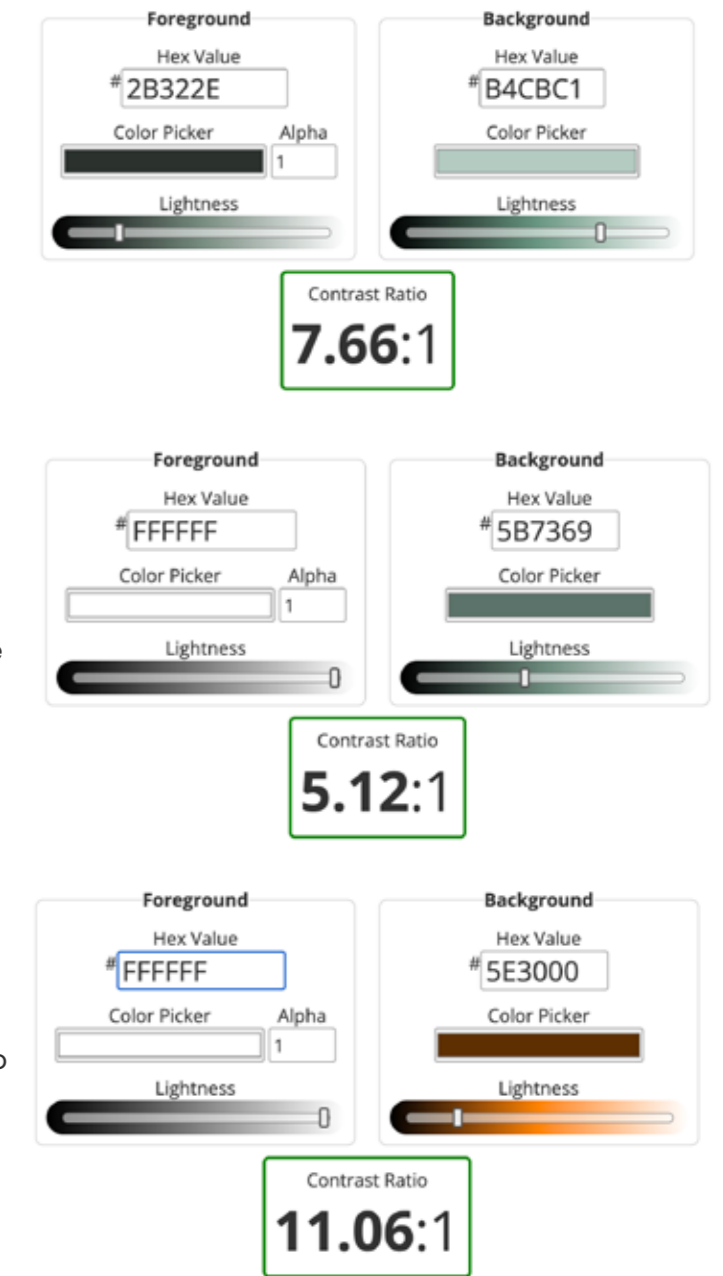 Foreground Background
Hex Value Hex Value
# 2B322E # B4CBC1
Color Picker Alpha Color Picker
1
Lightness Lightness
Contrast Ratio
7.66:1
Foreground Background
Hex Value Hex Value
# FFFFFF # 5B7369
Color Picker Alpha Color Picker
1
Lightness Lightness
Contrast Ratio
5.12:1
Foreground Background
Hex Value Hex Value
# FFFFFF # 5E3000
Color Picker Alpha Color Picker
1
Lightness Lightness
Contrast Ratio
11.06:1